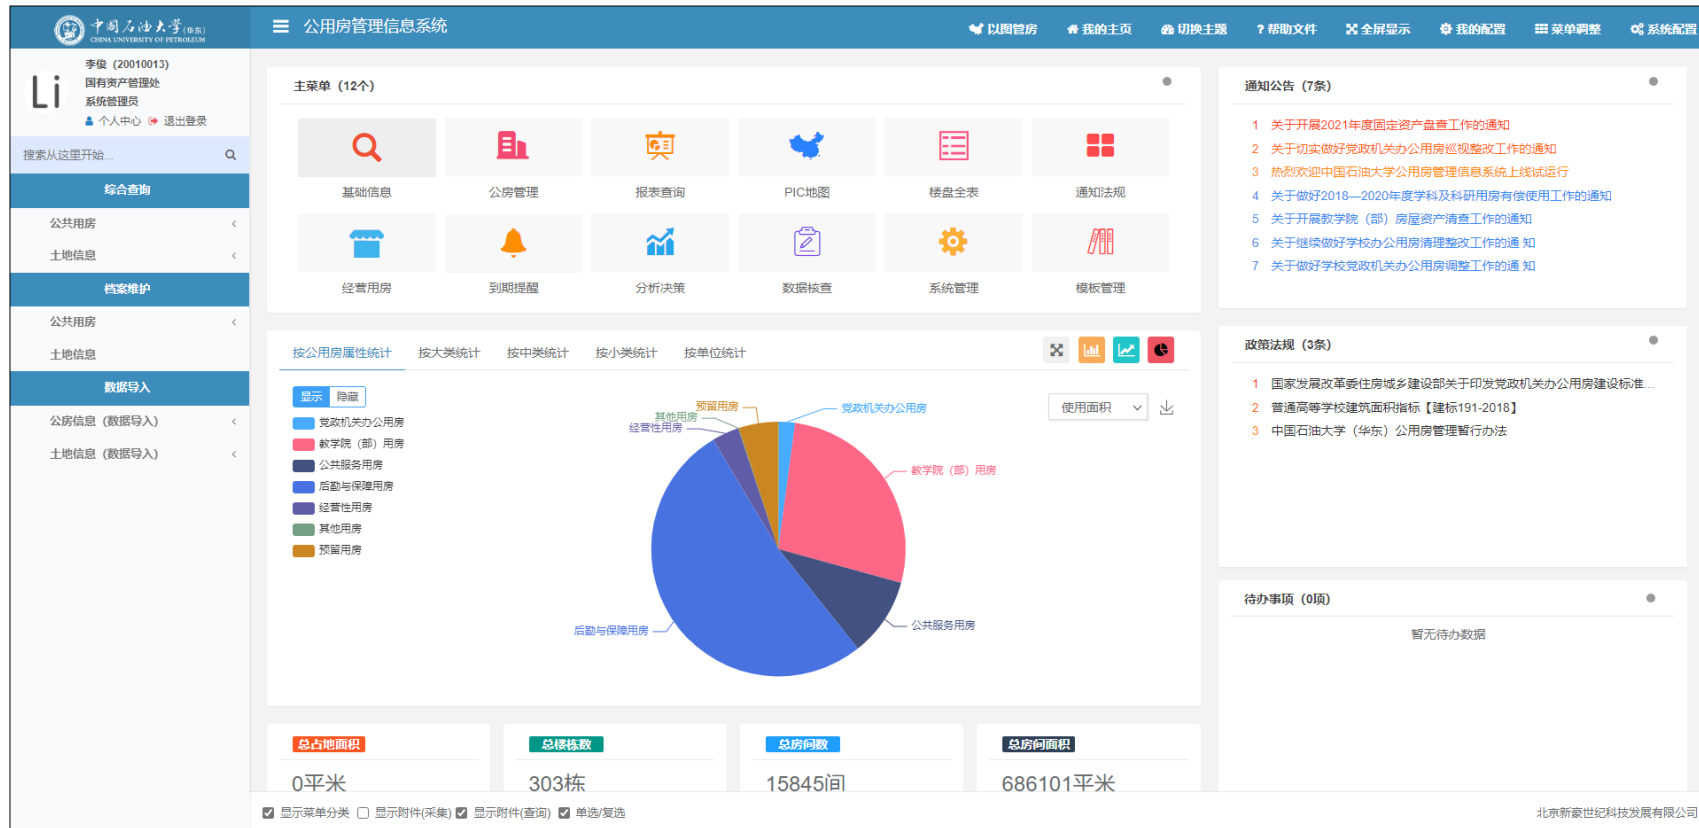 中国石油大学(华东)
CHINA UNIVERSITY OF PETROLEUM
公用房管理信息系统
以图管房 我的主页 切换主题 ? 帮助文件 全屏显示 我的配置 菜单调整 系统配置
Li
李俊 (20010013)
国有资产管理处
系统管理员
个人中心 退出登录
搜索从这里开始...
综合查询
公共用房
土地信息
档案维护
公共用房
土地信息
数据导入
公房信息 (数据导入)
土地信息 (数据导入)
主菜单 (12个)
基础信息 公房管理 报表查询 PIC地图 楼盘全表 通知法规
经营用房 到期提醒 分析决策 数据核查 系统管理 模板管理
按公用房属性统计 按大类统计 按中类统计 按小类统计 按单位统计
显示 隐藏
党政机关办公用房
教学院 (部) 用房
公共服务用房
后勤与保障用房
经营性用房
其他用房
预留用房
使用面积
预留用房
其他用房
经营性用房
党政机关办公用房
教学院 (部) 用房
公共服务用房
后勤与保障用房
总占地面积
0平米
总楼栋数
303栋
总房间数
15845间
总房间面积
686101平米
通知公告 (7条)
1 关于开展2021年度固定资产盘查工作的通知
2 关于切实做好党政机关办公用房巡视整改工作的通知
3 热烈欢迎中国石油大学公用房管理信息系统上线试运行
4 关于做好2018—2020年度学科及科研用房有偿使用工作的通知
5 关于开展教学院 (部) 房屋资产清查工作的通知
6 关于继续做好学校办公用房清理整改工作的通 知
7 关于做好学校党政机关办公用房调整工作的通 知
政策法规 (3条)
1 国家发展改革委住房城乡建设部关于印发党政机关办公用房建设标准...
2 普通高等学校建筑面积指标【建标191-2018】
3 中国石油大学 (华东) 公用房管理暂行办法
待办事项 (0项)
暂无待办数据
显示菜单分类 显示附件(采集) 显示附件(查询) 单选/复选
北京新豪世纪科技发展有限公司